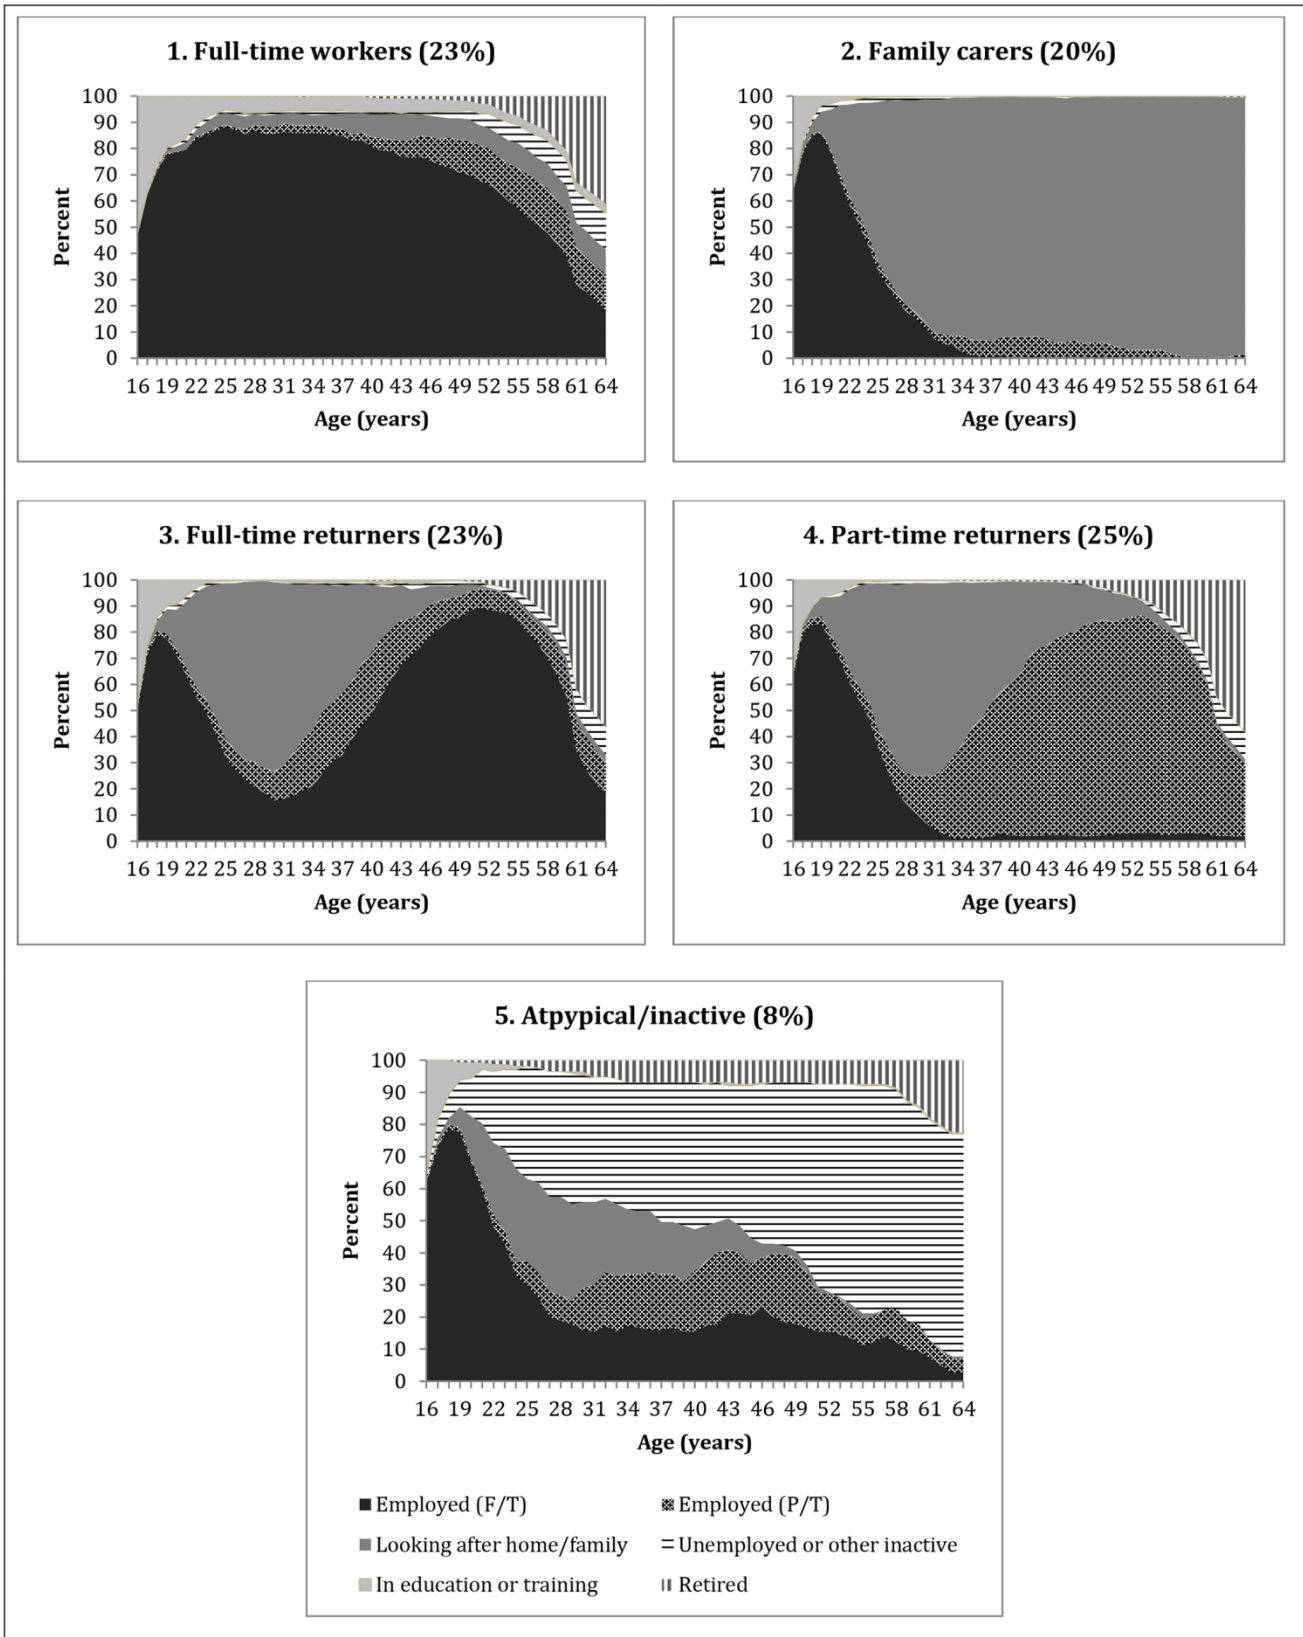 1. Full-time workers (23%)
100
90
80
70
60
50
40
30
20
10
0
Percent
16 19 22 25 28 31 34 37 40 43 46 49 52 55 58 61 64
Age (years)
2. Family carers (20%)
100
90
80
70
60
50
40
30
20
10
0
Percent
16 19 22 25 28 31 34 37 40 43 46 49 52 55 58 61 64
Age (years)
3. Full-time returners (23%)
100
90
80
70
60
50
40
30
20
10
0
Percent
16 19 22 25 28 31 34 37 40 43 46 49 52 55 58 61 64
Age (years)
4. Part-time returners (25%)
100
90
80
70
60
50
40
30
20
10
0
Percent
16 19 22 25 28 31 34 37 40 43 46 49 52 55 58 61 64
Age (years)
5. Atpypical/inactive (8%)
100
90
80
70
60
50
40
30
20
10
0
Percent
16 19 22 25 28 31 34 37 40 43 46 49 52 55 58 61 64
Age (years)
Employed (F/T) Employed (P/T)
Looking after home/family Unemployed or other inactive
In education or training Retired